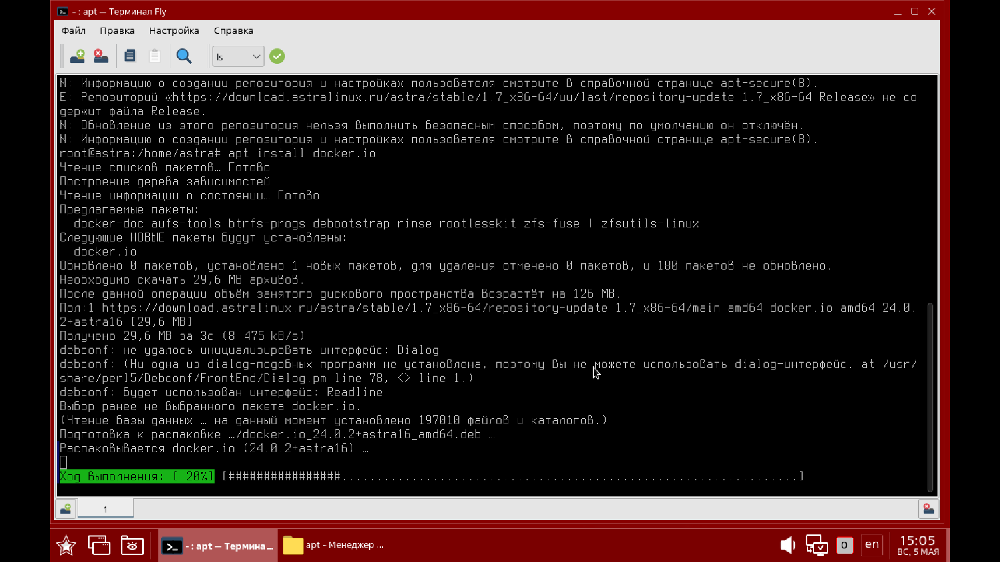 - : apt — Терминал Fly
Файл Правка Настройка Справка
ls
N: Информацию о создании репозитория и настройках пользователя смотрите в справочной странице apt-secure(8).
E: Репозиторий «https://download.astralinux.ru/astra/stable/1.7_x86-64/uu/last/repository-update 1.7_x86-64 Release» не со
держит файла Release.
N: Обновление из этого репозитория нельзя выполнить безопасным способом, поэтому по умолчанию он отключён.
N: Информацию о создании репозитория и настройках пользователя смотрите в справочной странице apt-secure(8).
root@astra:/home/astra# apt install docker.io
Чтение списков пакетов… Готово
Построение дерева зависимостей
Чтение информации о состоянии… Готово
Предлагаемые пакеты:
docker-doc aufs-tools btrfs-progs debootstrap rinse rootlesskit zfs-fuse | zfsutils-linux
Следующие НОВЫЕ пакеты будут установлены:
docker.io
Обновлено 0 пакетов, установлено 1 новых пакетов, для удаления отмечено 0 пакетов, и 180 пакетов не обновлено.
Необходимо скачать 29,6 MB архивов.
После данной операции объём занятого дискового пространства возрастёт на 126 MB.
Пол:1 https://download.astralinux.ru/astra/stable/1.7_x86-64/repository-update 1.7_x86-64/main amd64 docker.io amd64 24.0.
2+astra16 [29,6 MB]
Получено 29,6 MB за 3с (8 475 kB/s)
debconf: не удалось инициализировать интерфейс: Dialog
debconf: (Ни одна из dialog-подобных программ не установлена, поэтому вы не можете использовать dialog-интерфейс. at /usr/
share/perl5/Debconf/FrontEnd/Dialog.pm line 78, <> line 1.)
debconf: будет использован интерфейс: Readline
Выбор ранее не выбранного пакета docker.io.
(Чтение базы данных … на данный момент установлено 197010 файлов и каталогов.)
Подготовка к распаковке …/docker.io_24.0.2+astra16_amd64.deb …
Распаковывается docker.io (24.0.2+astra16) …
Ход выполнения: [ 20%] [################.................................................................]
1
- : apt — Термина...
apt - Менеджер ...
0
en
15:05
ВС, 5 МАЯ